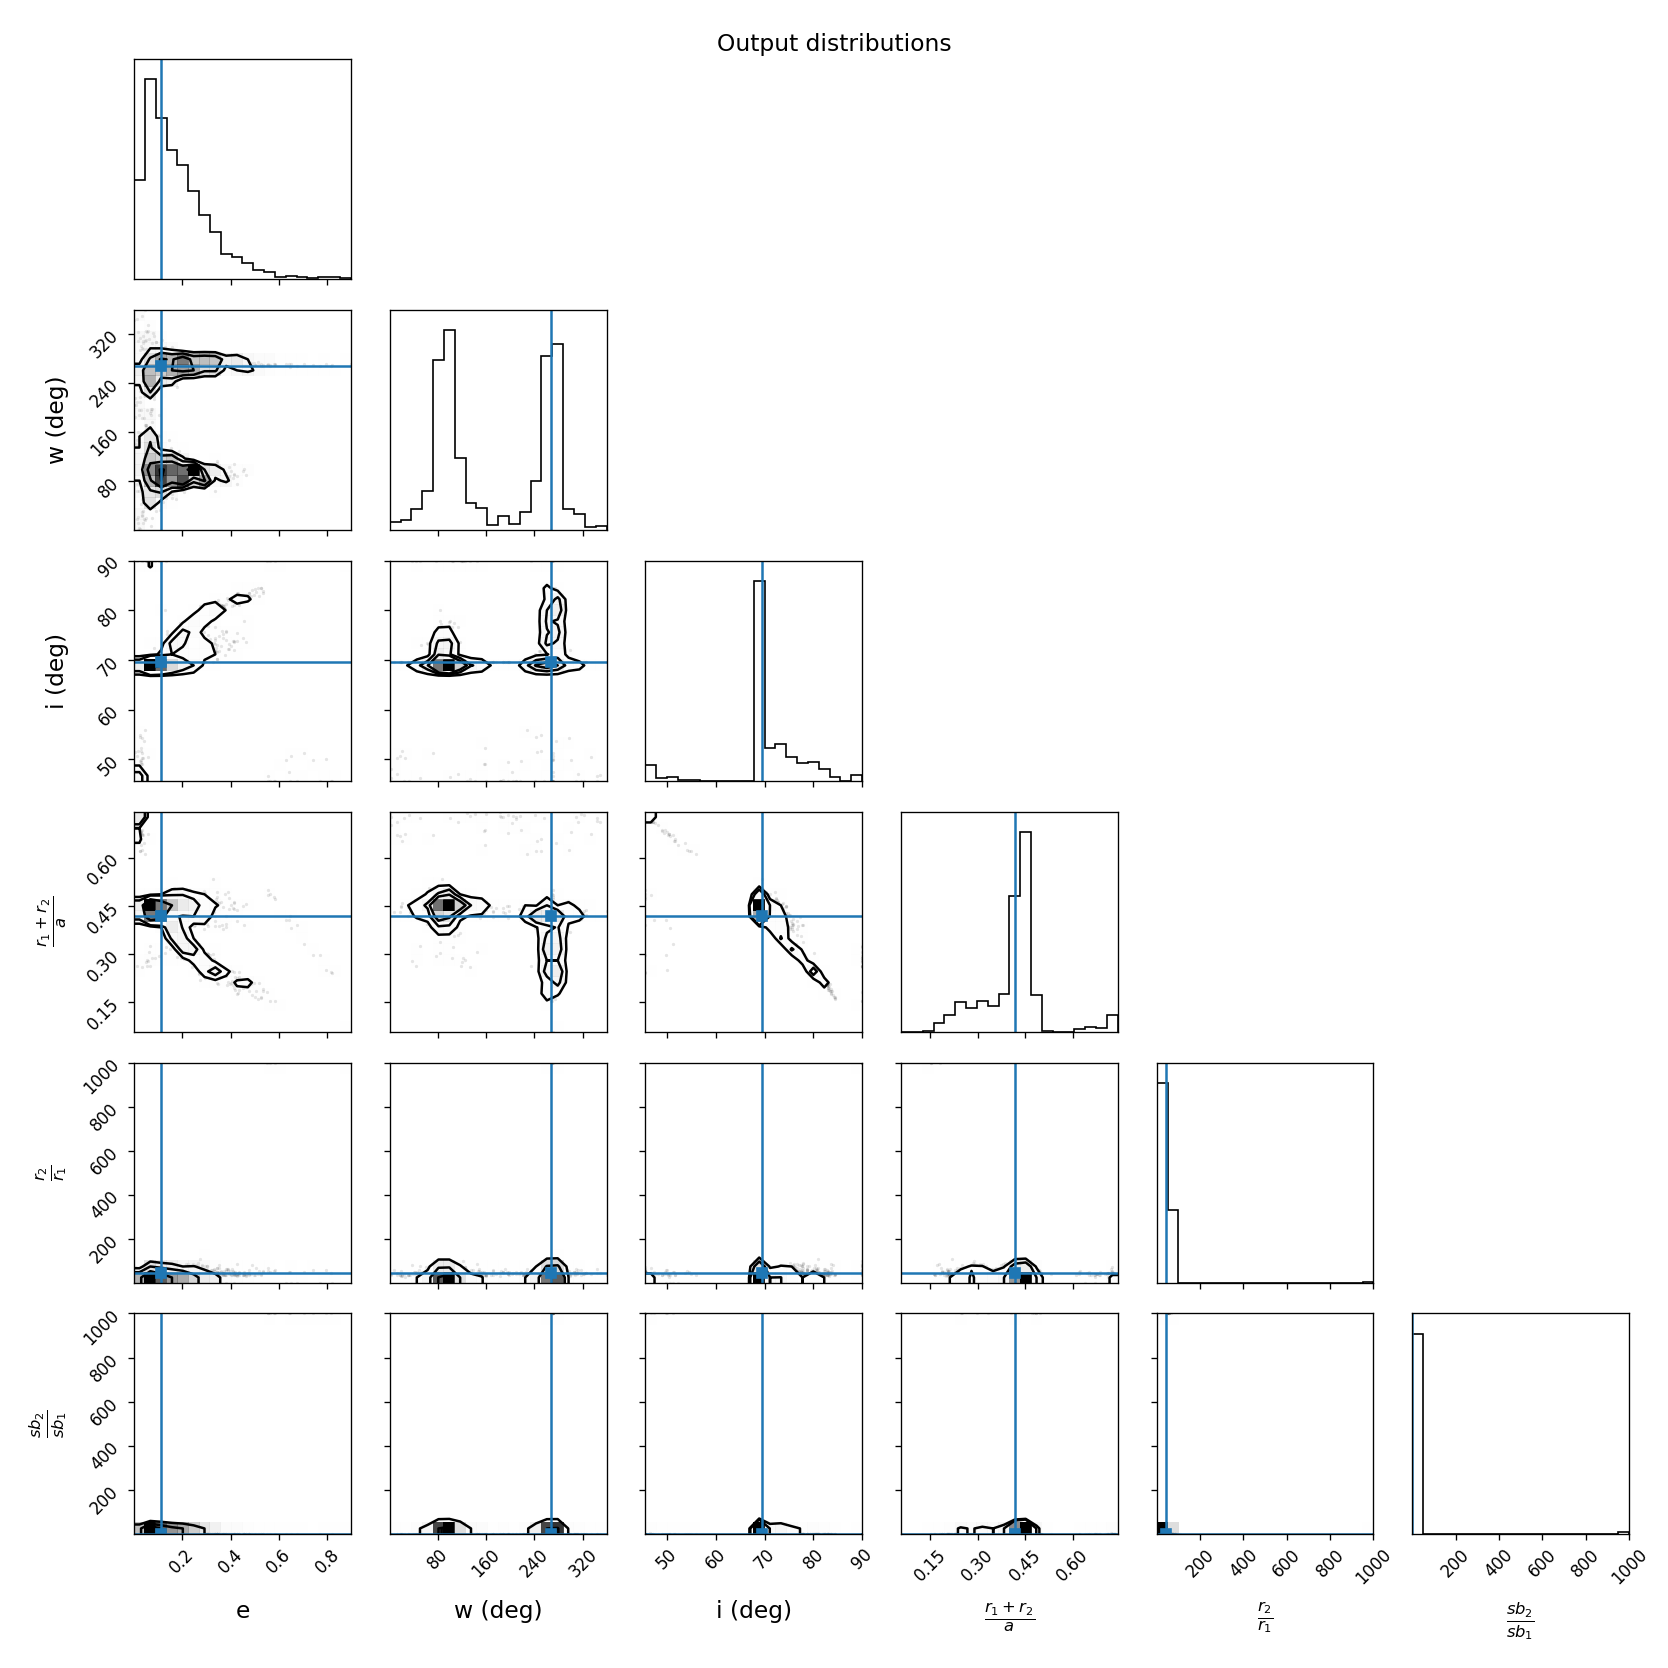 Output distributions
w (deg)
320
240
160
80
i (deg)
90
80
70
60
50
r₁ + r₂
a
0.60
0.45
0.30
0.15
r₂
r₁
1000
800
600
400
200
sb₂
sb₁
1000
800
600
400
200
0.2 0.4 0.6 0.8 80 160 240 320 50 60 70 80 90 0.15 0.30 0.45 0.60 200 400 600 800 1000 200 400 600 800 1000
e w (deg) i (deg) r₁ + r₂ r₂ sb₂
a r₁ sb₁